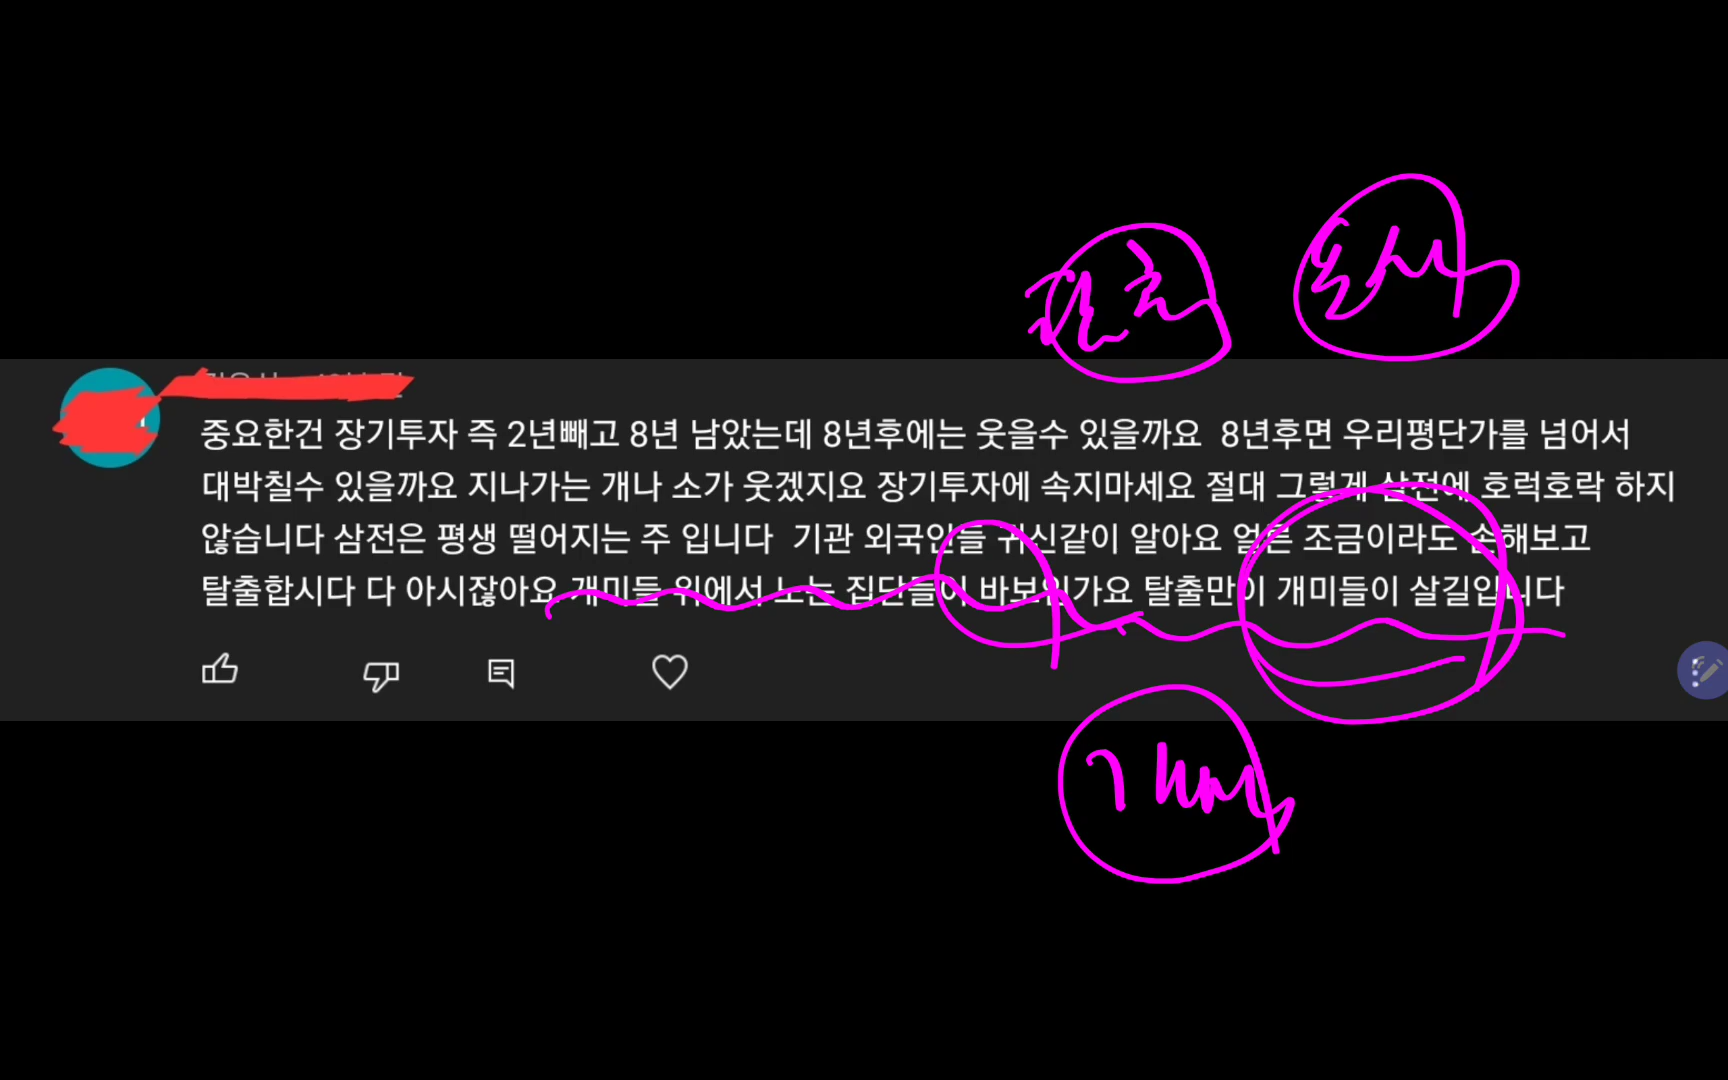 중요한건 장기투자 즉 2년빼고 8년 남았는데 8년후에는 웃을수 있을까요 8년후면 우리평단가를 넘어서
대박칠수 있을까요 지나가는 개나 소가 웃겠지요 장기투자에 속지마세요 절대 그렇게 삼전에 호럭호락 하지
않습니다 삼전은 평생 떨어지는 주 입니다 기관 외국인들 귀신같이 알아요 얼른 조금이라도 손해보고
탈출합시다 다 아시잖아요 개미들 위에서 노는 집단들이 바보인가요 탈출만이 개미들이 살길입니다